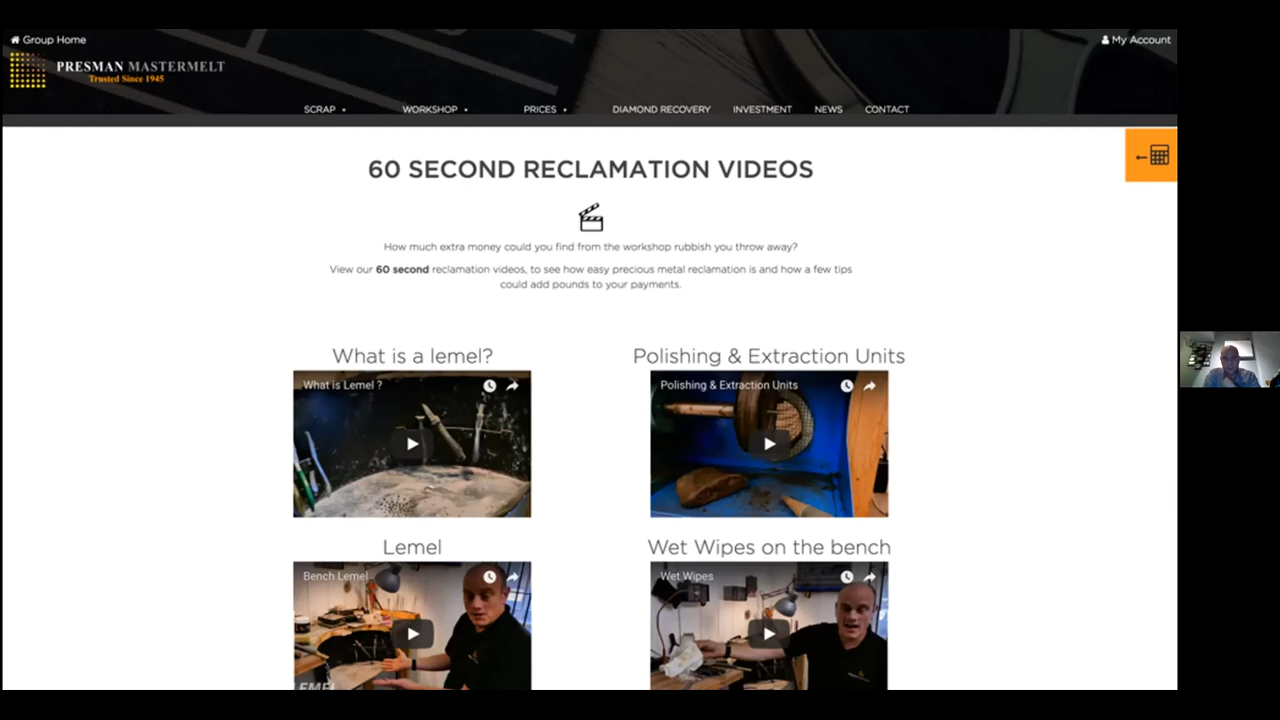 Group Home
My Account
PRESMAN MASTERMELT
Trusted Since 1945
SCRAP
WORKSHOP
PRICES
DIAMOND RECOVERY
INVESTMENT
NEWS
CONTACT
60 SECOND RECLAMATION VIDEOS
How much extra money could you find from the workshop rubbish you throw away?
View our 60 second reclamation videos, to see how easy precious metal reclamation is and how a few tips
could add pounds to your payments.
What is a lemel?
Polishing & Extraction Units
What is Lemel ?
Polishing & Extraction Units
Lemel
Wet Wipes on the bench
Bench Lemel
Wet Wipes
LEMEL